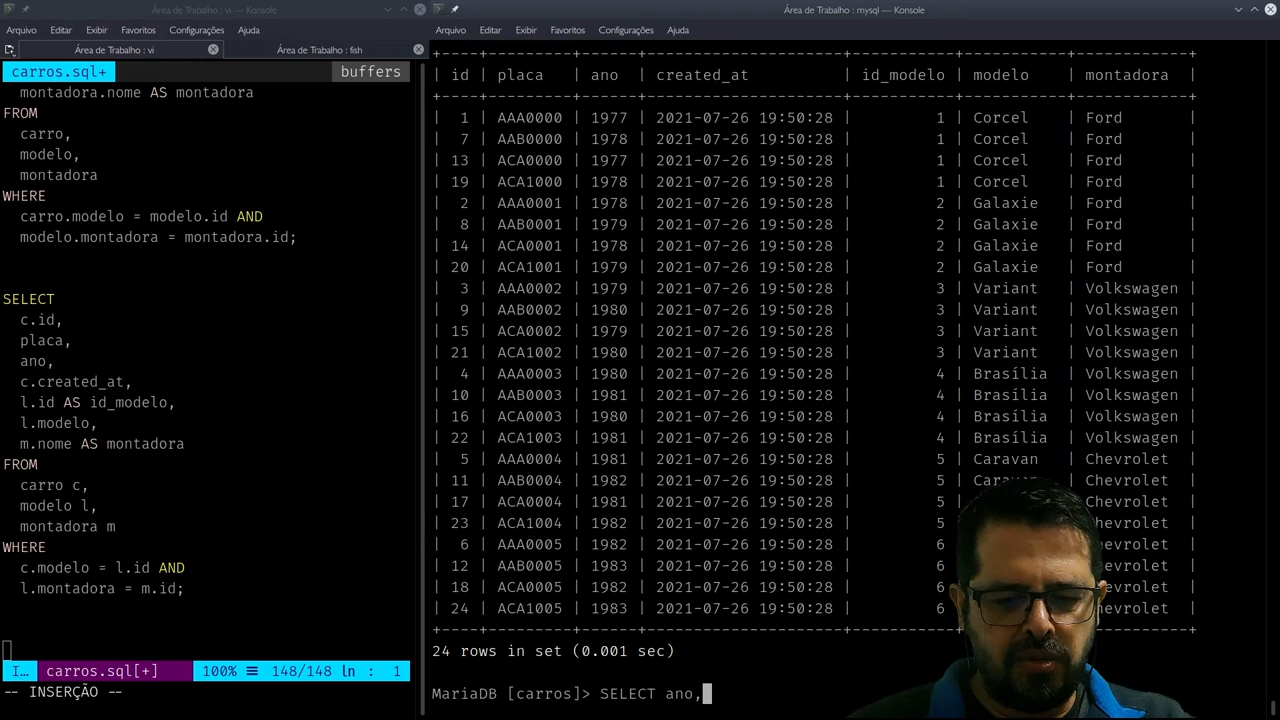 Área de Trabalho : vi — Konsole
Arquivo Editar Exibir Favoritos Configurações Ajuda
Área de Trabalho : vi Área de Trabalho : fish
carros.sql+ buffers
montadora.nome AS montadora
FROM
carro,
modelo,
montadora
WHERE
carro.modelo = modelo.id AND
modelo.montadora = montadora.id;
SELECT
c.id,
placa,
ano,
c.created_at,
l.id AS id_modelo,
l.modelo,
m.nome AS montadora
FROM
carro c,
modelo l,
montadora m
WHERE
c.modelo = l.id AND
l.montadora = m.id;
I… carros.sql[+] 100% ≡ 148/148 ln : 1
-- INSERÇÃO --
Área de Trabalho : mysql — Konsole
Arquivo Editar Exibir Favoritos Configurações Ajuda
+----+---------+------+---------------------+-----------+----------+------------+
| id | placa | ano | created_at | id_modelo | modelo | montadora |
+----+---------+------+---------------------+-----------+----------+------------+
| 1 | AAA0000 | 1977 | 2021-07-26 19:50:28 | 1 | Corcel | Ford |
| 7 | AAB0000 | 1978 | 2021-07-26 19:50:28 | 1 | Corcel | Ford |
| 13 | ACA0000 | 1977 | 2021-07-26 19:50:28 | 1 | Corcel | Ford |
| 19 | ACA1000 | 1978 | 2021-07-26 19:50:28 | 1 | Corcel | Ford |
| 2 | AAA0001 | 1978 | 2021-07-26 19:50:28 | 2 | Galaxie | Ford |
| 8 | AAB0001 | 1979 | 2021-07-26 19:50:28 | 2 | Galaxie | Ford |
| 14 | ACA0001 | 1978 | 2021-07-26 19:50:28 | 2 | Galaxie | Ford |
| 20 | ACA1001 | 1979 | 2021-07-26 19:50:28 | 2 | Galaxie | Ford |
| 3 | AAA0002 | 1979 | 2021-07-26 19:50:28 | 3 | Variant | Volkswagen |
| 9 | AAB0002 | 1980 | 2021-07-26 19:50:28 | 3 | Variant | Volkswagen |
| 15 | ACA0002 | 1979 | 2021-07-26 19:50:28 | 3 | Variant | Volkswagen |
| 21 | ACA1002 | 1980 | 2021-07-26 19:50:28 | 3 | Variant | Volkswagen |
| 4 | AAA0003 | 1980 | 2021-07-26 19:50:28 | 4 | Brasília | Volkswagen |
| 10 | AAB0003 | 1981 | 2021-07-26 19:50:28 | 4 | Brasília | Volkswagen |
| 16 | ACA0003 | 1980 | 2021-07-26 19:50:28 | 4 | Brasília | Volkswagen |
| 22 | ACA1003 | 1981 | 2021-07-26 19:50:28 | 4 | Brasília | Volkswagen |
| 5 | AAA0004 | 1981 | 2021-07-26 19:50:28 | 5 | Caravan | Chevrolet |
| 11 | AAB0004 | 1982 | 2021-07-26 19:50:28 | 5 | Caravan | Chevrolet |
| 17 | ACA0004 | 1981 | 2021-07-26 19:50:28 | 5 | hevrolet |
| 23 | ACA1004 | 1982 | 2021-07-26 19:50:28 | 5 | hevrolet |
| 6 | AAA0005 | 1982 | 2021-07-26 19:50:28 | 6 | hevrolet |
| 12 | AAB0005 | 1983 | 2021-07-26 19:50:28 | 6 | hevrolet |
| 18 | ACA0005 | 1982 | 2021-07-26 19:50:28 | 6 | hevrolet |
| 24 | ACA1005 | 1983 | 2021-07-26 19:50:28 | 6 | hevrolet |
24 rows in set (0.001 sec)
MariaDB [carros]> SELECT ano,